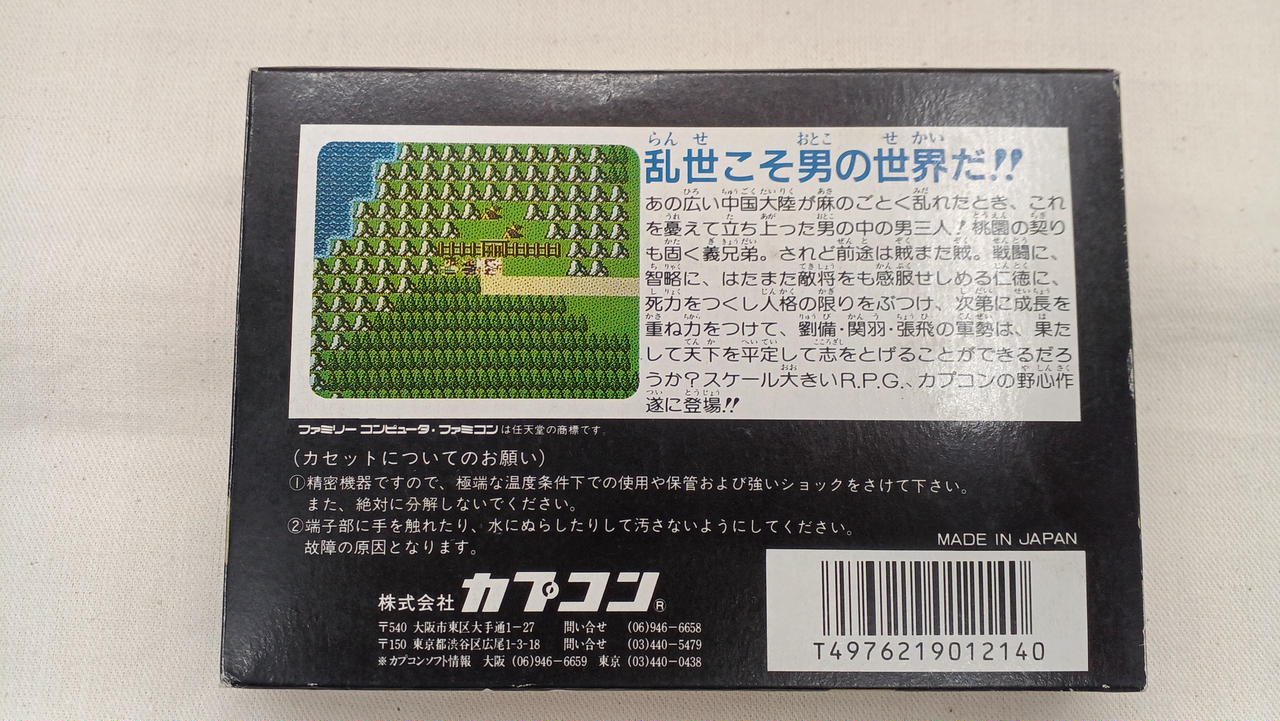 乱世こそ男の世界だ!!
あの広い中国大陸が麻のごとく乱れたとき、これ
を憂えて立ち上った男の中の男三人!桃園の契り
も固く義兄弟。されど前途は賊また賊。戦闘に、
智略に、はたまた敵将をも感服せしめる仁徳に、
死力をつくし人格の限りをぶつけ、次第に成長を
重ね力をつけて、劉備・関羽・張飛の軍勢は、果た
して天下を平定して志をとげることができるだろ
うか?スケール大きいR.P.G.、カプコンの野心作
遂に登場!!
ファミリーコンピュータ・ファミコンは任天堂の商標です。
(カセットについてのお願い)
①精密機器ですので、極端な温度条件下での使用や保管および強いショックをさけて下さい。
また、絶対に分解しないでください。
②端子部に手を触れたり、水にぬらしたりして汚さないようにしてください。
故障の原因となります。
MADE IN JAPAN
株式会社カプコン®
〒540 大阪市東区大手通1-27 問い合せ (06)946-6658
〒150 東京都渋谷区広尾1-3-18 問い合せ (03)440-5479
※カプコンソフト情報 大阪 (06)946-6659 東京 (03)440-0438
T4976219012140